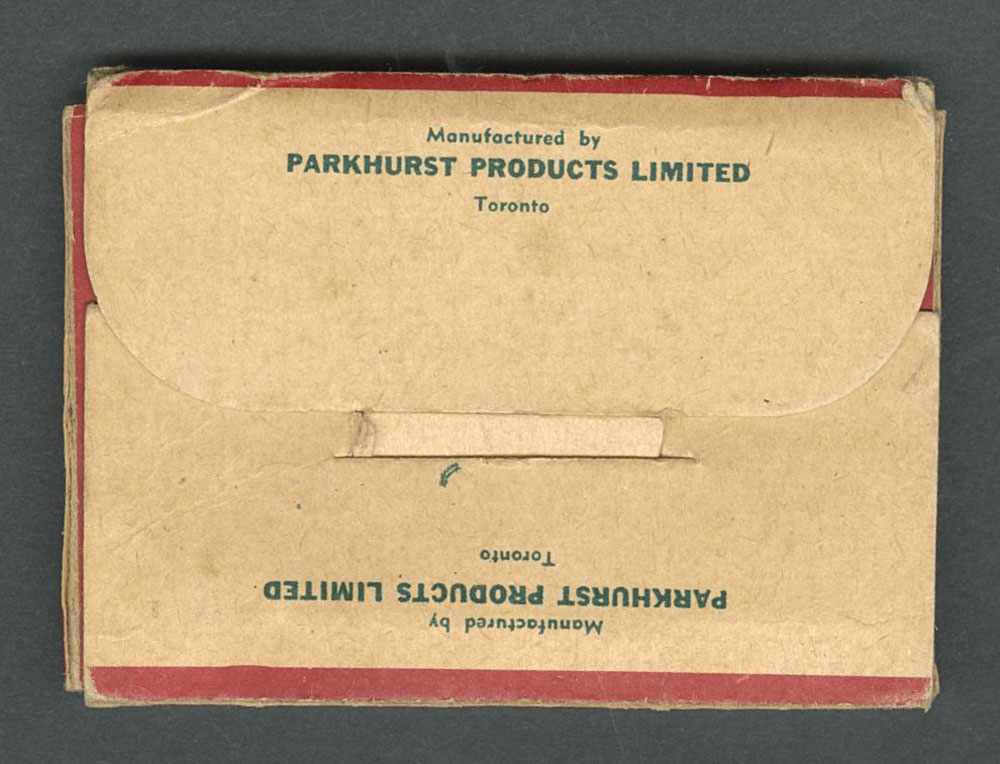 Manufactured by
PARKHURST PRODUCTS LIMITED
Toronto
Manufactured by
PARKHURST PRODUCTS LIMITED
Toronto